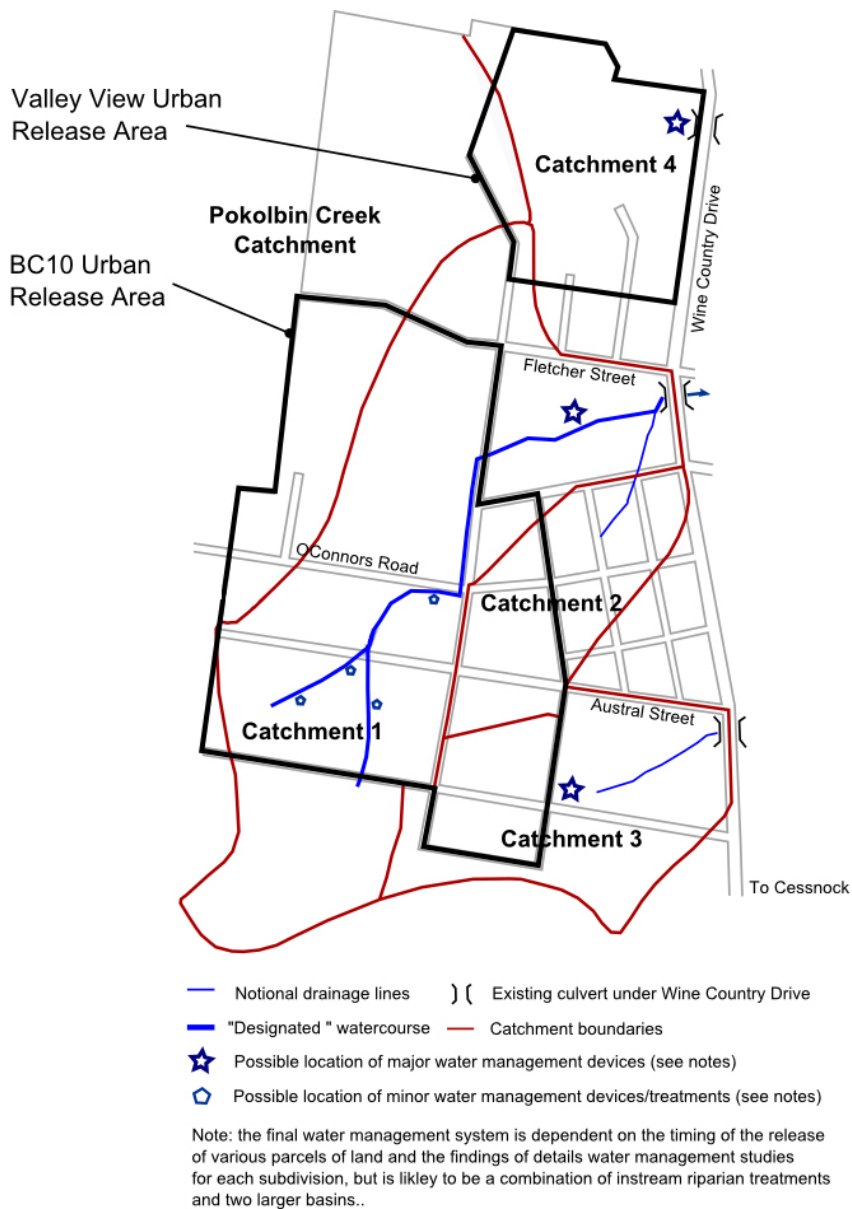 Valley View Urban
Release Area
Catchment 4
Pokolbin Creek
Catchment
Wine Country Drive
BC10 Urban
Release Area
Fletcher Street
OConnors Road
Catchment 2
Austral Street
Catchment 1
Catchment 3
To Cessnock
Notional drainage lines
Existing culvert under Wine Country Drive
"Designated " watercourse
Catchment boundaries
Possible location of major water management devices (see notes)
Possible location of minor water management devices/treatments (see notes)
Note: the final water management system is dependent on the timing of the release
of various parcels of land and the findings of details water management studies
for each subdivision, but is likley to be a combination of instream riparian treatments
and two larger basins..